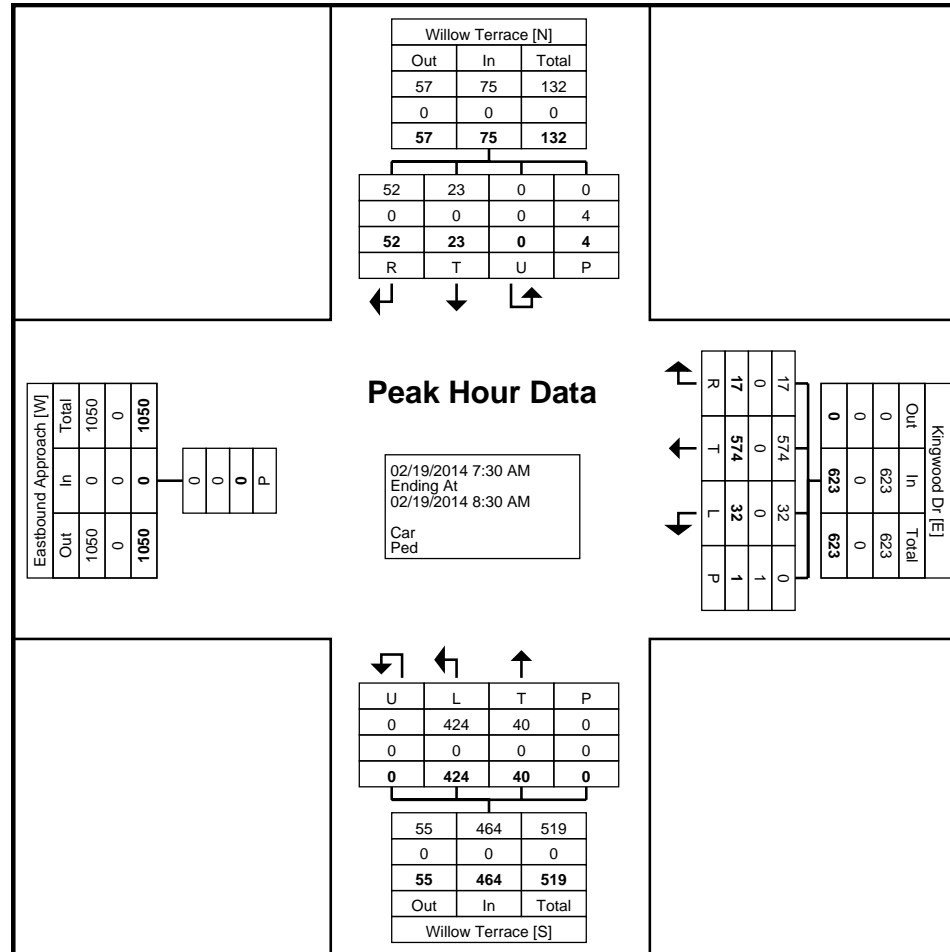 Willow Terrace [N]
Out In Total
57 75 132
0 0 0
57 75 132
52 23 0 0
0 0 0 4
52 23 0 4
R T U P
Peak Hour Data
02/19/2014 7:30 AM
Ending At
02/19/2014 8:30 AM
Car
Ped
Eastbound Approach [W]
Out In Total
1050 0 1050
0 0 0
1050 0 1050
0
0
0
P
Kingwood Dr [E]
Out In Total
0 623 623
0 0 0
0 623 623
17 574 32 0
0 0 0 1
17 574 32 1
R T L P
U L T P
0 424 40 0
0 0 0 0
0 424 40 0
55 464 519
0 0 0
55 464 519
Out In Total
Willow Terrace [S]